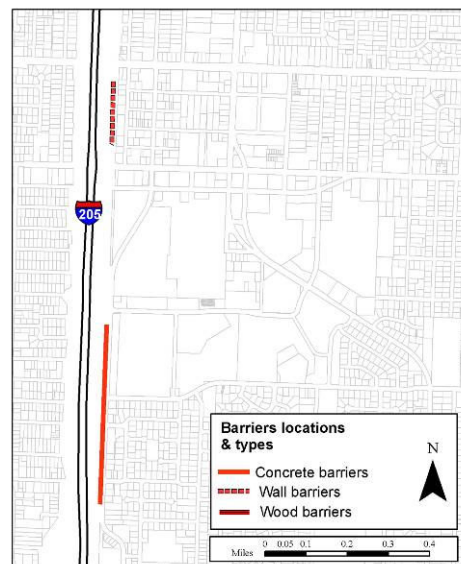 205
Barriers locations
& types
Concrete barriers
Wall barriers
Wood barriers
N
Miles
0 0.05 0.1 0.2 0.3 0.4